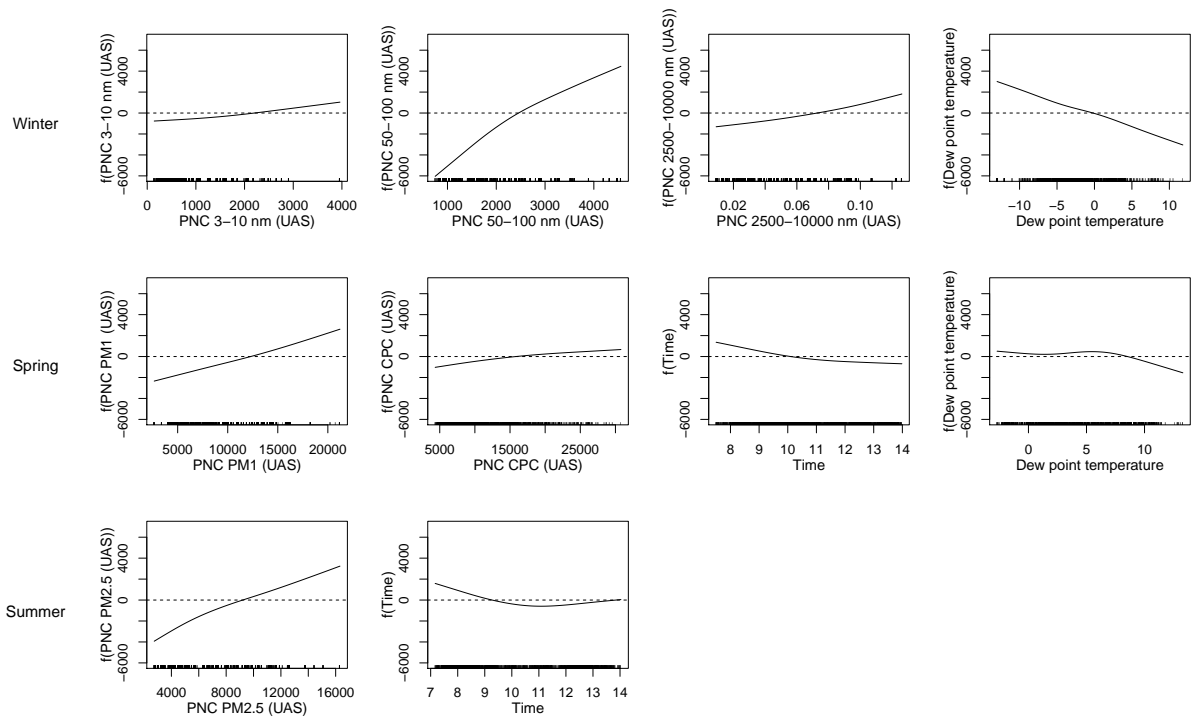 f(PNC 3−10 nm (UAS))
−6000 0 4000
0 1000 2000 3000 4000
PNC 3−10 nm (UAS)
f(PNC 50−100 nm (UAS))
−6000 0 4000
1000 2000 3000 4000
PNC 50−100 nm (UAS)
f(PNC 2500−10000 nm (UAS))
−6000 0 4000
0.02 0.06 0.10
PNC 2500−10000 nm (UAS)
f(Dew point temperature)
−6000 0 4000
−10 −5 0 5 10
Dew point temperature
Winter
f(PNC PM1 (UAS))
−6000 0 4000
5000 10000 15000 20000
PNC PM1 (UAS)
f(PNC CPC (UAS))
−6000 0 4000
5000 15000 25000
PNC CPC (UAS)
f(Time)
−6000 0 4000
8 9 10 11 12 13 14
Time
f(Dew point temperature)
−6000 0 4000
0 5 10
Dew point temperature
Spring
f(PNC PM2.5 (UAS))
−6000 0 4000
4000 8000 12000 16000
PNC PM2.5 (UAS)
f(Time)
−6000 0 4000
7 8 9 10 11 12 13 14
Time
Summer